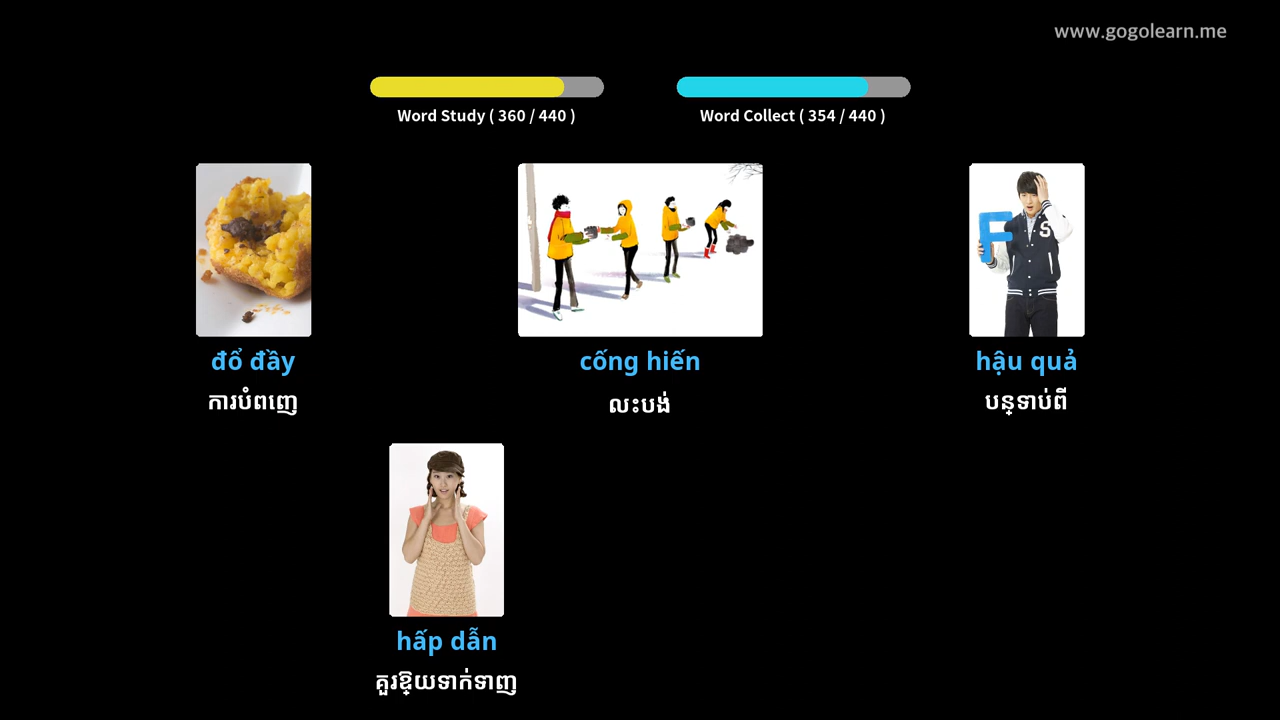 www.gogolearn.me
Word Study ( 360 / 440 )
Word Collect ( 354 / 440 )
đổ đầy
ការបំពញេ
cống hiến
លះបង់
hậu quả
បន្ទាប់ពី
F
S
hấp dẫn
គួរឱ្យទាក់ទាញ